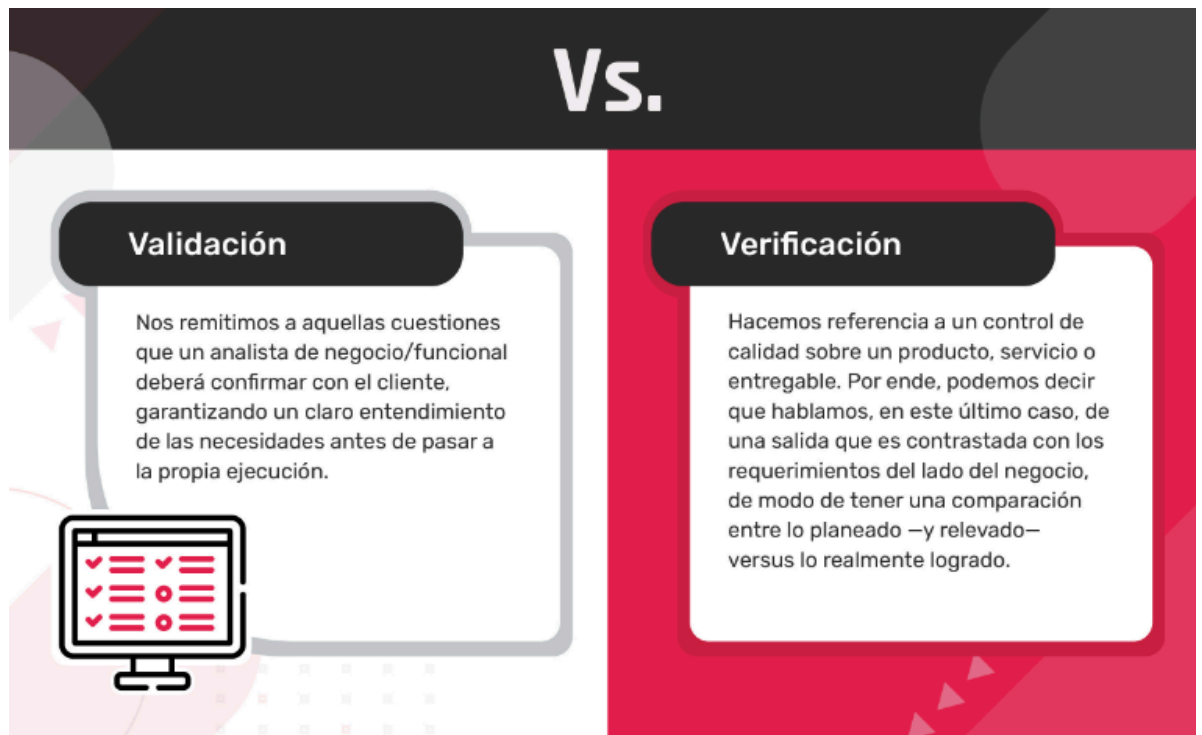 Vs.
Validación
Nos remitimos a aquellas cuestiones
que un analista de negocio/funcional
deberá confirmar con el cliente,
garantizando un claro entendimiento
de las necesidades antes de pasar a
la propia ejecución.
Verificación
Hacemos referencia a un control de
calidad sobre un producto, servicio o
entregable. Por ende, podemos decir
que hablamos, en este último caso, de
una salida que es contrastada con los
requerimientos del lado del negocio,
de modo de tener una comparación
entre lo planeado —y relevado—
versus lo realmente logrado.